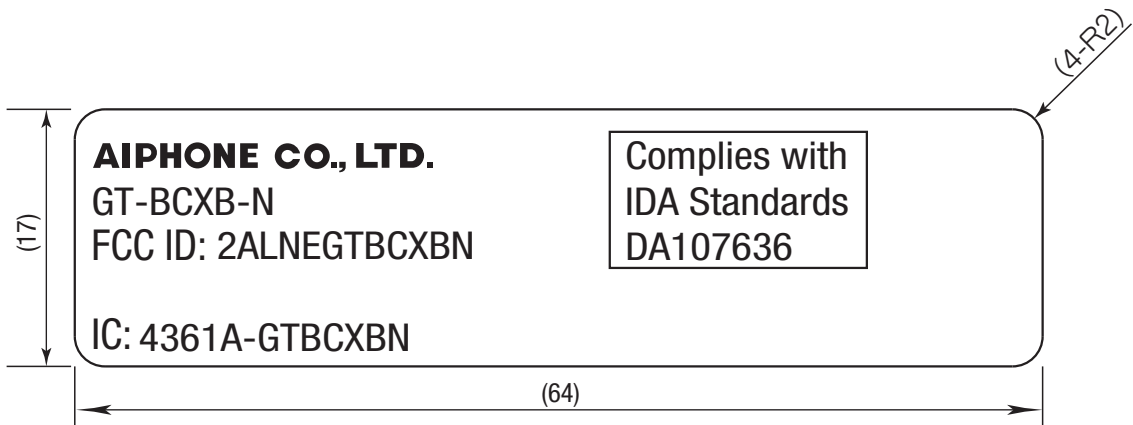 (4-R2)
AIPHONE CO., LTD.
GT-BCXB-N
FCC ID: 2ALNEGTBCXBN
IC: 4361A-GTBCXBN
Complies with
IDA Standards
DA107636
(17)
(64)